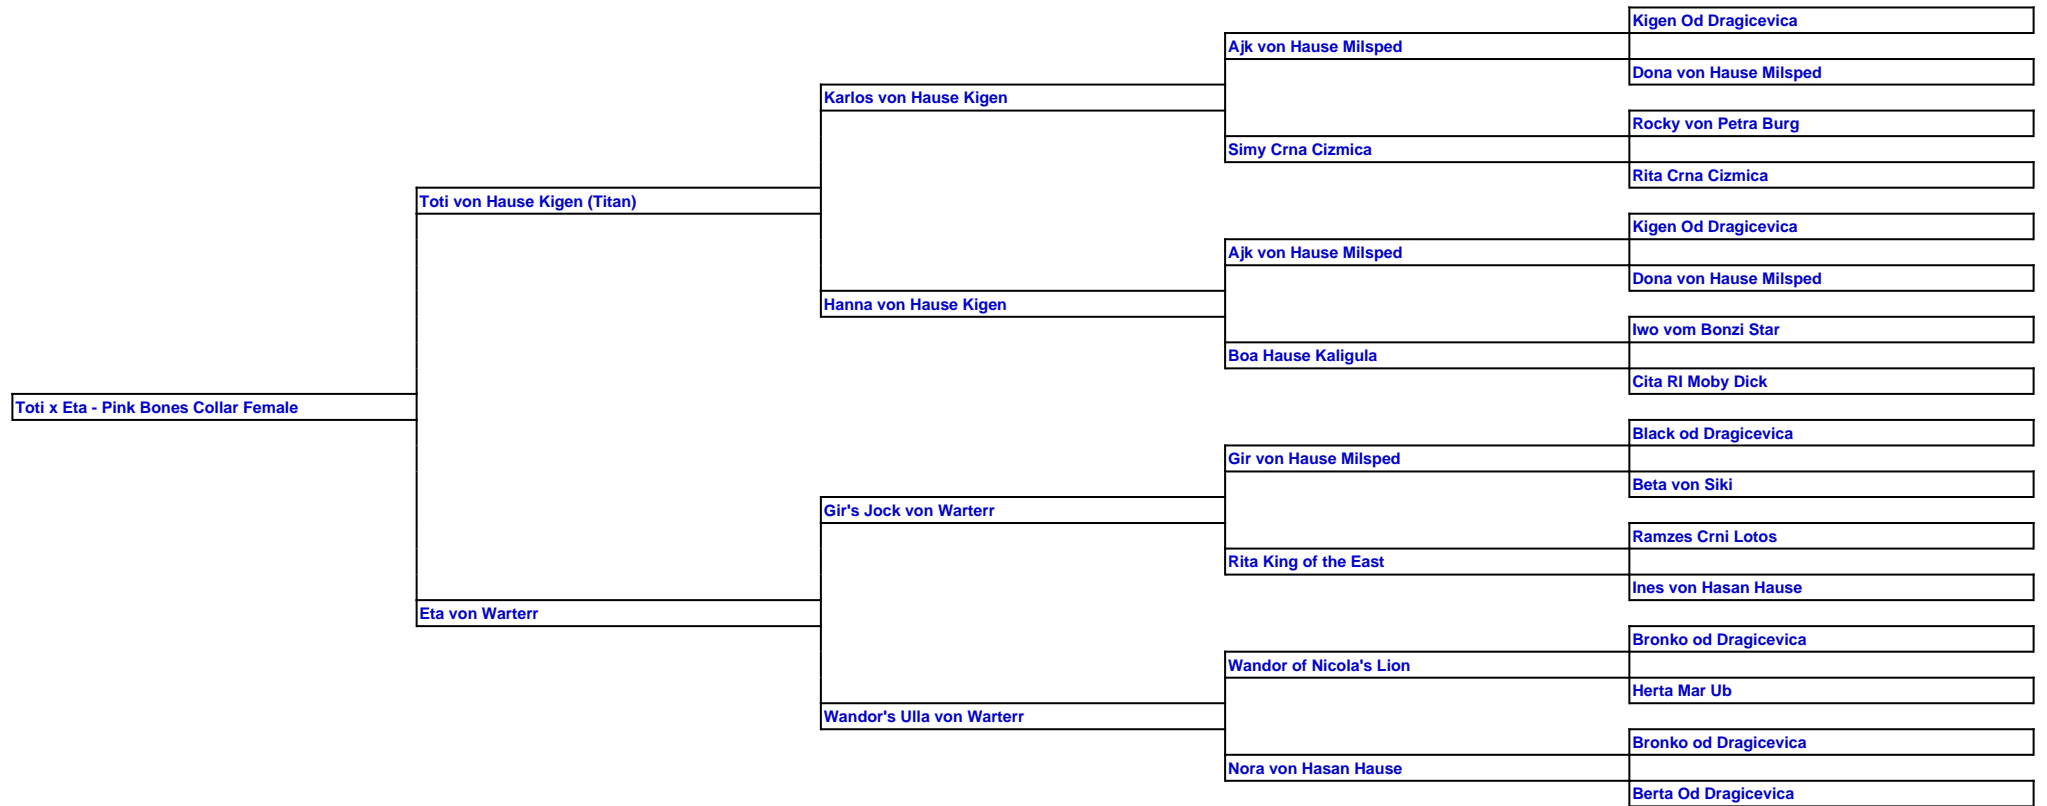 Kigen Od Dragicevica
Ajk von Hause Milsped
Dona von Hause Milsped
Karlos von Hause Kigen
Rocky von Petra Burg
Simy Crna Cizmica
Rita Crna Cizmica
Toti von Hause Kigen (Titan)
Kigen Od Dragicevica
Ajk von Hause Milsped
Dona von Hause Milsped
Hanna von Hause Kigen
Iwo vom Bonzi Star
Boa Hause Kaligula
Cita RI Moby Dick
Toti x Eta - Pink Bones Collar Female
Black od Dragicevica
Gir von Hause Milsped
Beta von Siki
Gir's Jock von Warterr
Ramzes Crni Lotos
Rita King of the East
Ines von Hasan Hause
Eta von Warterr
Bronko od Dragicevica
Wandor of Nicola's Lion
Herta Mar Ub
Wandor's Ulla von Warterr
Bronko od Dragicevica
Nora von Hasan Hause
Berta Od Dragicevica